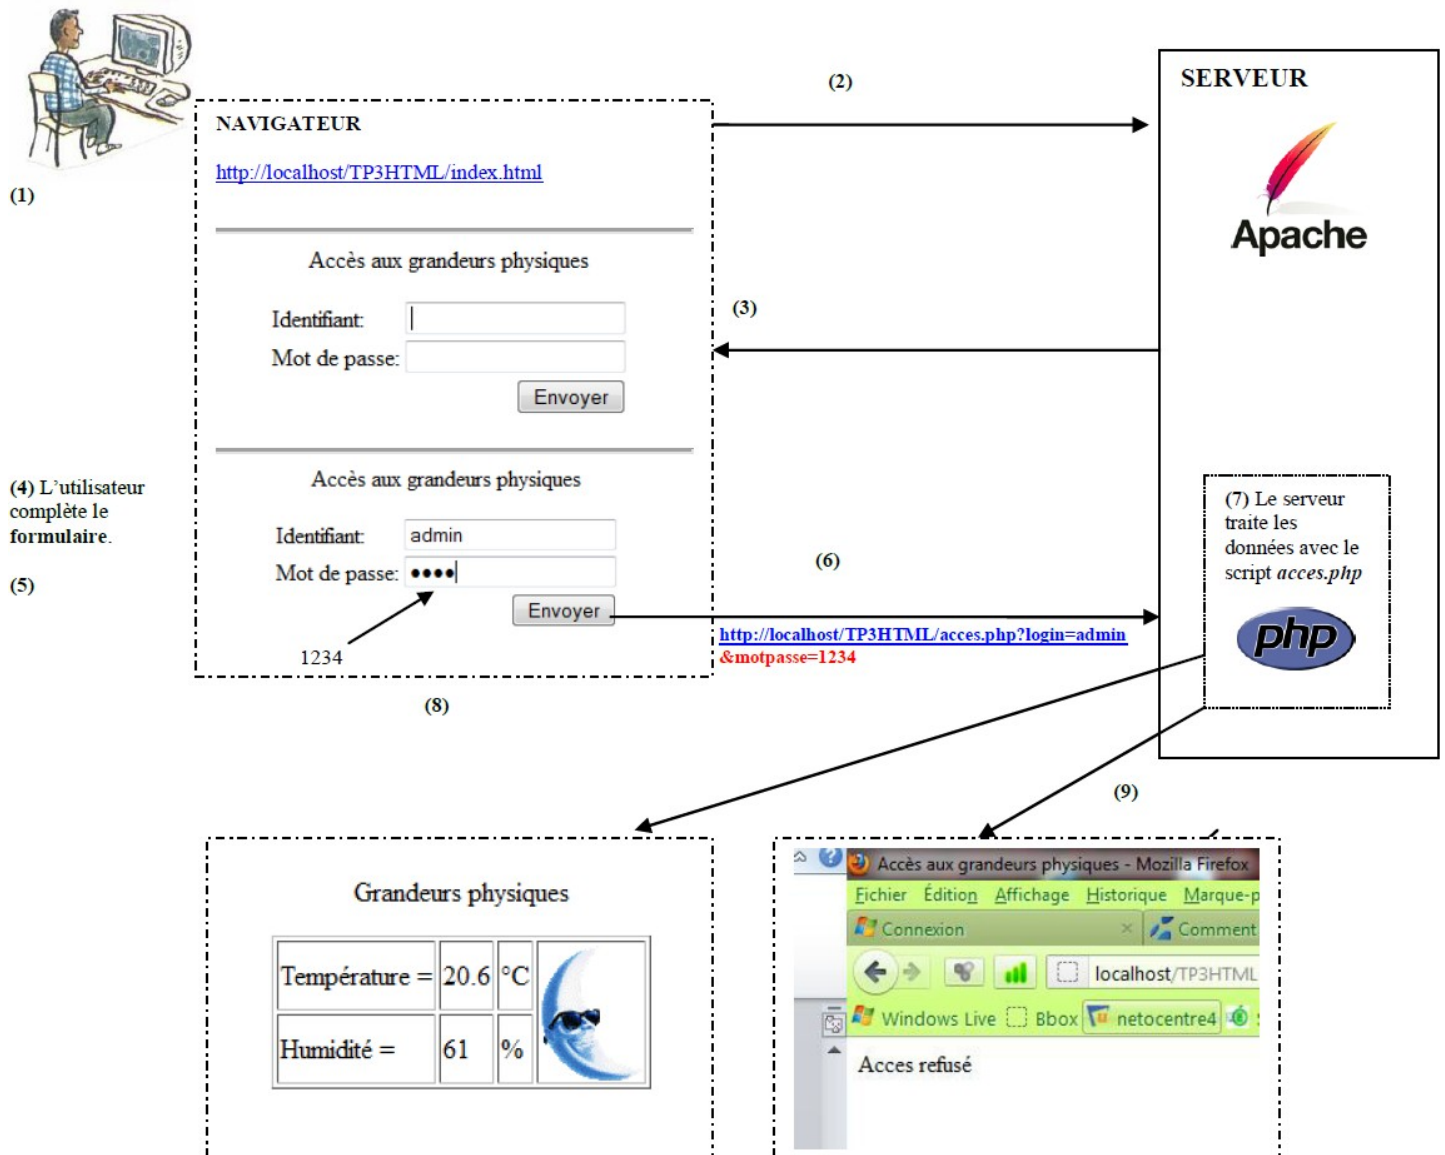 (2)
SERVEUR
NAVIGATEUR
http://localhost/TP3HTML/index.html
(1)
Apache
Accès aux grandeurs physiques
Identifiant:
Mot de passe:
Envoyer
(3)
Accès aux grandeurs physiques
Identifiant: admin
Mot de passe: ••••
Envoyer
1234
(4) L'utilisateur
complète le
formulaire.
(5)
(6)
http://localhost/TP3HTML/acces.php?login=admin
&motpasse=1234
(7) Le serveur
traite les
données avec le
script acces.php
php
(8)
(9)
Grandeurs physiques
Température = 20.6 °C
Humidité = 61 %
Accès aux grandeurs physiques - Mozilla Firefox
Fichier Édition Affichage Historique Marque-p
Connexion × Comment
localhost/TP3HTML
Windows Live Bbox netocentre4
Acces refusé